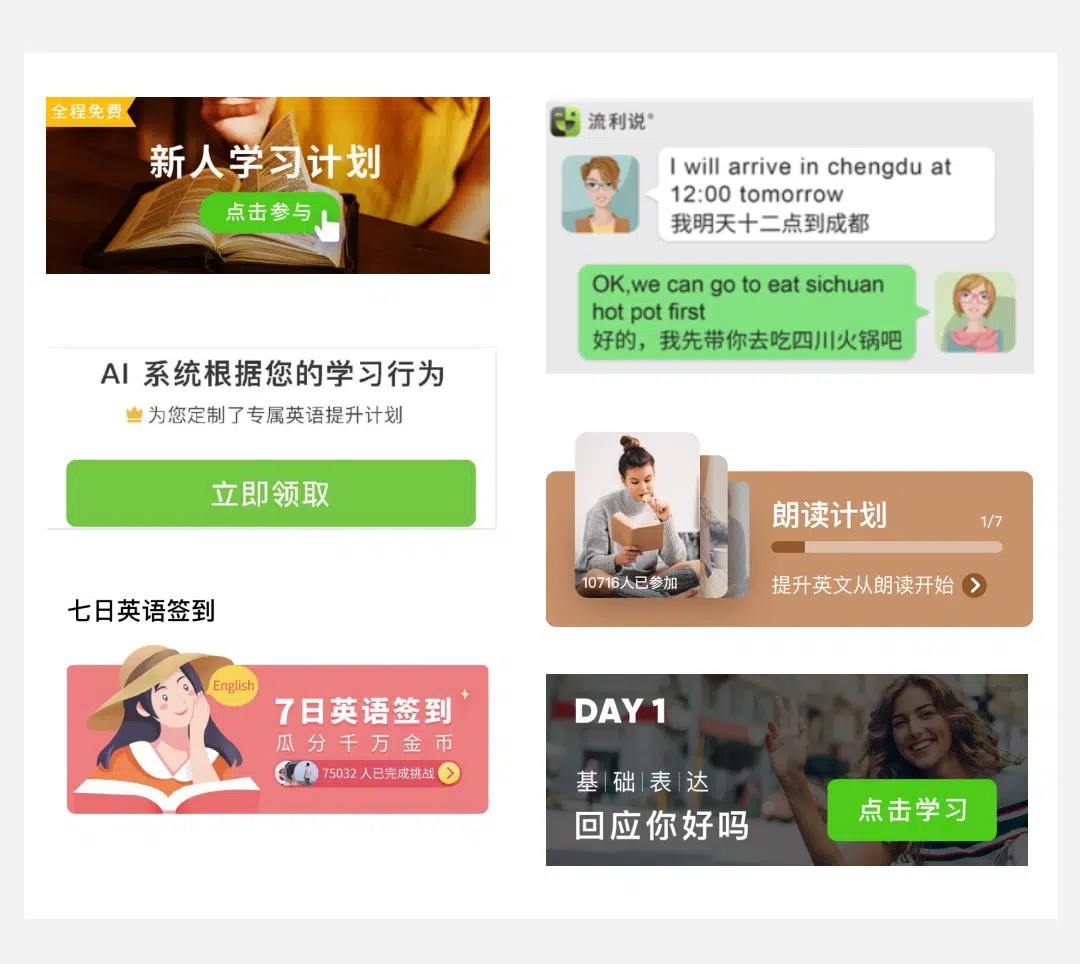 全程免费
新人学习计划
点击参与
AI 系统根据您的学习行为
为您定制了专属英语提升计划
立即领取
七日英语签到
English
7日英语签到
瓜分千万金币
75032 人已完成挑战
流利说®
I will arrive in chengdu at
12:00 tomorrow
我明天十二点到成都
OK,we can go to eat sichuan
hot pot first
好的，我先带你去吃四川火锅吧
朗读计划
1/7
10716人已参加
提升英文从朗读开始
DAY 1
基|础|表|达
回应你好吗
点击学习